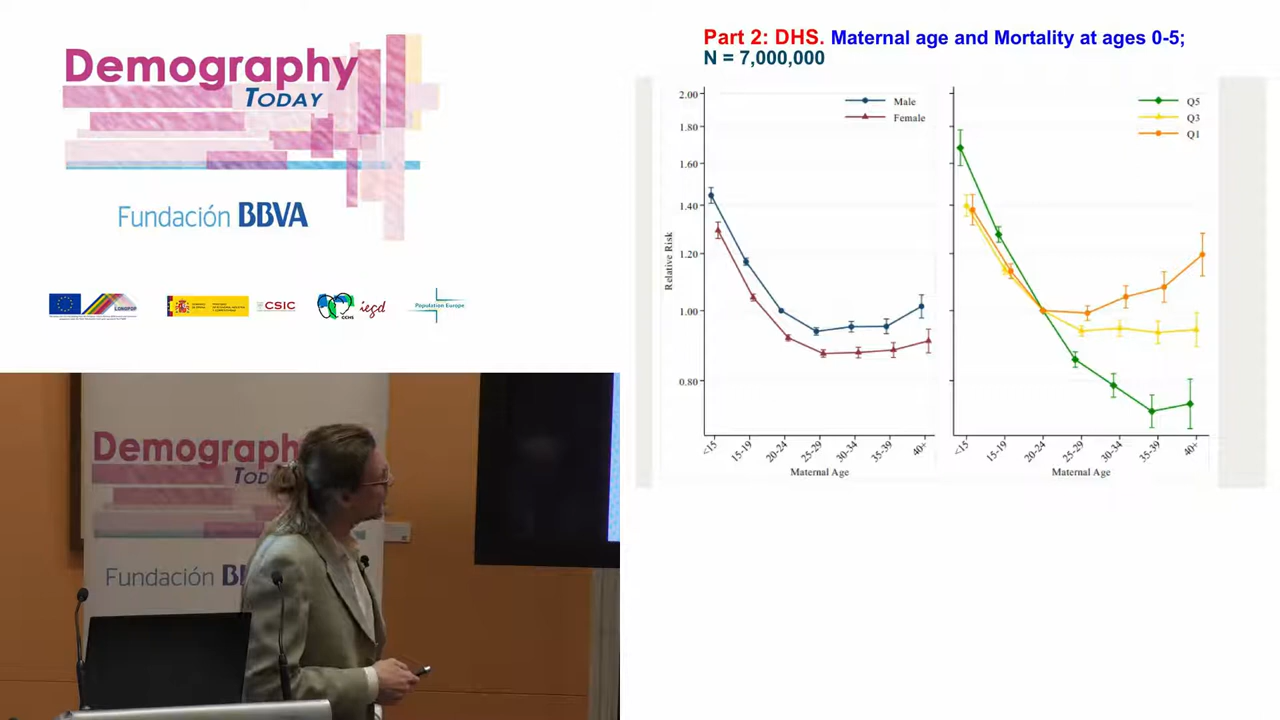 Demography
TODAY
Fundación BBVA
LONGPOP
CSIC
CCHS
iegd
Population Europe
Part 2: DHS. Maternal age and Mortality at ages 0-5;
N = 7,000,000
2.00
1.80
1.60
1.40
1.20
1.00
0.80
Relative Risk
Male
Female
<15
15-19
20-24
25-29
30-34
35-39
40+
Maternal Age
Q5
Q3
Q1
<15
15-19
20-24
25-29
30-34
35-39
40+
Maternal Age
Demography
Fundación